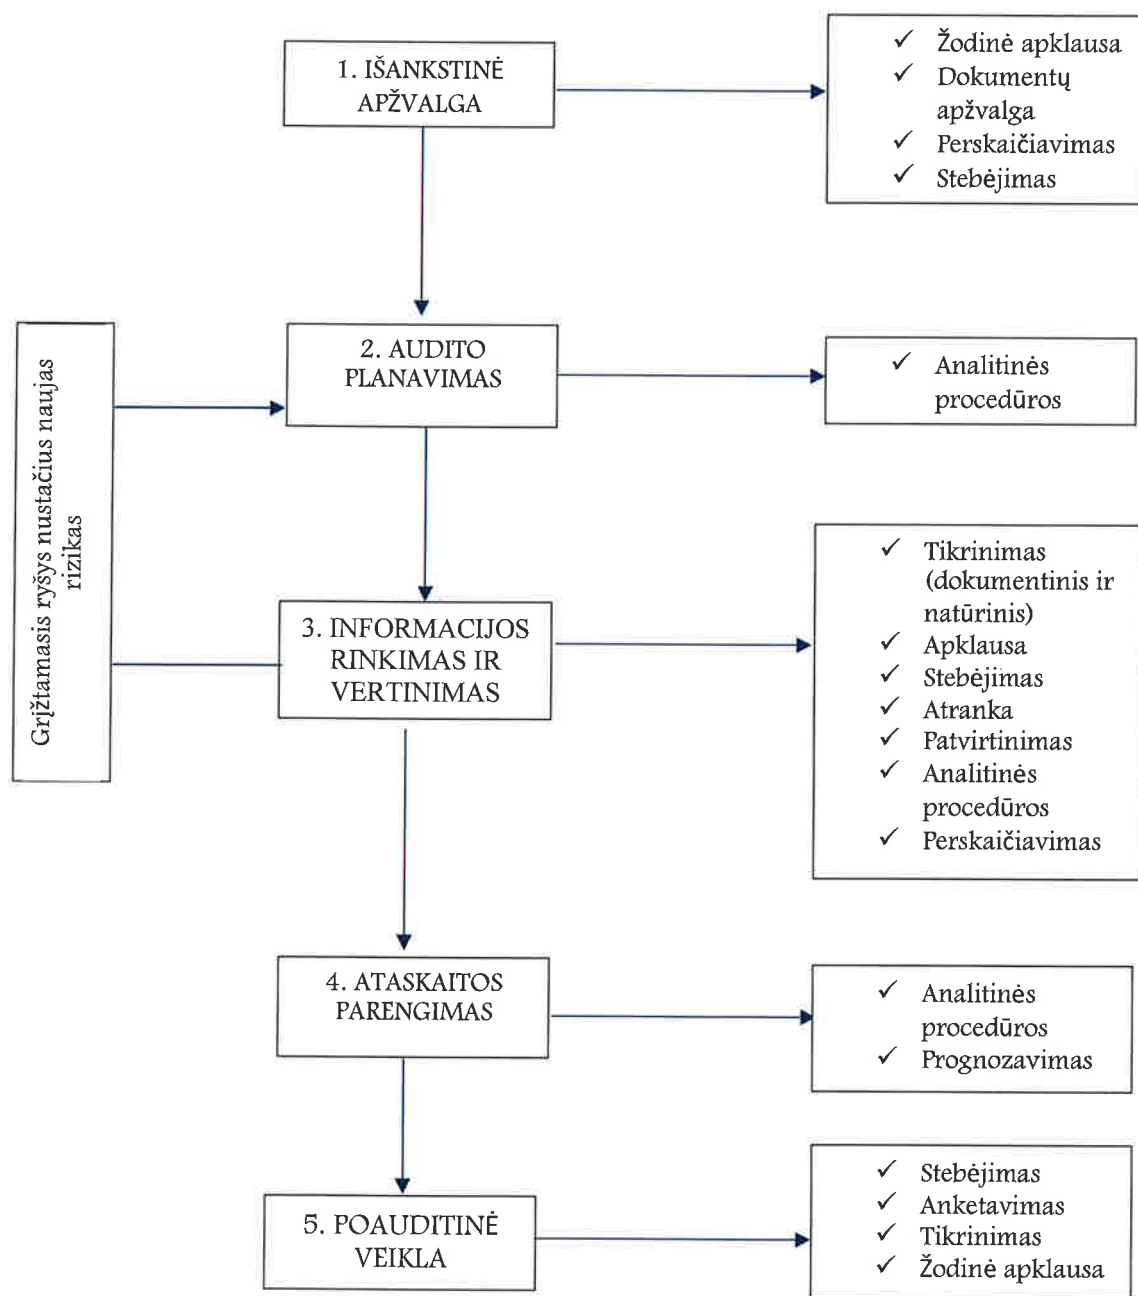 1. IŠANKSTINĖ
APŽVALGA
✓ Žodinė apklausa
✓ Dokumentų
apžvalga
✓ Perskaičiavimas
✓ Stebėjimas
Grįžtamasis ryšys nustačius naujas
rizikas
2. AUDITO
PLANAVIMAS
✓ Analitinės
procedūros
3. INFORMACIJOS
RINKIMAS IR
VERTINIMAS
✓ Tikrinimas
(dokumentinis ir
natūrinis)
✓ Apklausa
✓ Stebėjimas
✓ Atranka
✓ Patvirtinimas
✓ Analitinės
procedūros
✓ Perskaičiavimas
4. ATASKAITOS
PARENGIMAS
✓ Analitinės
procedūros
✓ Prognozavimas
5. POAUDITINĖ
VEIKLA
✓ Stebėjimas
✓ Anketavimas
✓ Tikrinimas
✓ Žodinė apklausa